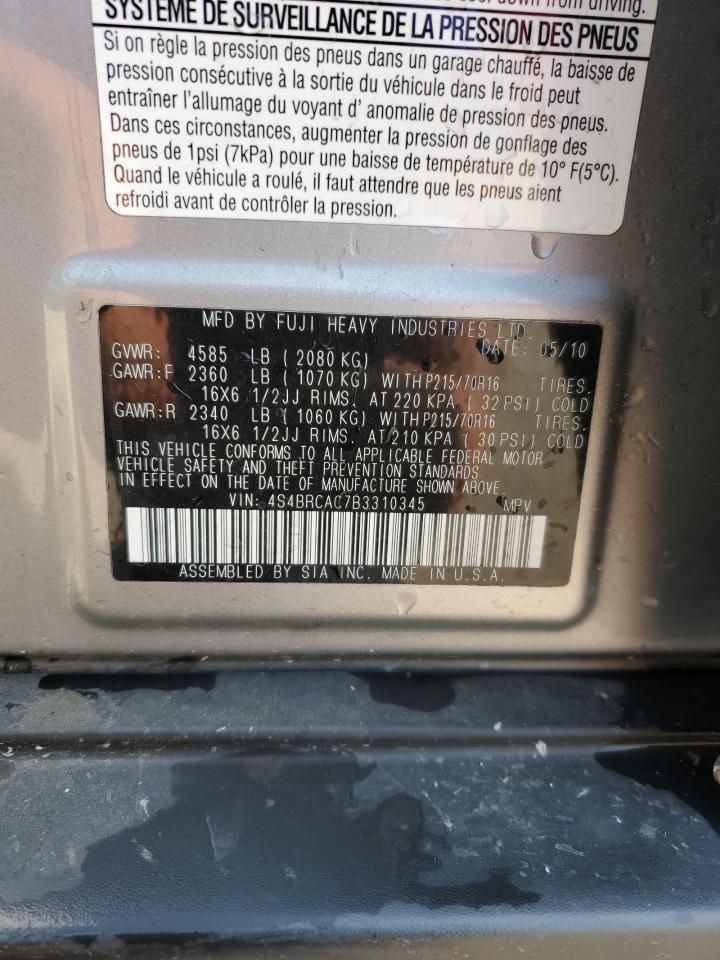 down from driving.
SYSTÈME DE SURVEILLANCE DE LA PRESSION DES PNEUS
Si on règle la pression des pneus dans un garage chauffé, la baisse de
pression consécutive à la sortie du véhicule dans le froid peut
entraîner l'allumage du voyant d' anomalie de pression des pneus.
Dans ces circonstances, augmenter la pression de gonflage des
pneus de 1psi (7kPa) pour une baisse de température de 10° F(5°C).
Quand le véhicule a roulé, il faut attendre que les pneus aient
refroidi avant de contrôler la pression.
MFD BY FUJI HEAVY INDUSTRIES LTD.
DATE: 05/10
GVWR: 4585 LB ( 2080 KG)
GAWR:F 2360 LB ( 1070 KG) WITH P215/70R16 TIRES.
16X6 1/2JJ RIMS. AT 220 KPA ( 32 PSI) COLD
GAWR:R 2340 LB ( 1060 KG) WITH P215/70R16 TIRES.
16X6 1/2JJ RIMS. AT 210 KPA ( 30 PSI) COLD
THIS VEHICLE CONFORMS TO ALL APPLICABLE FEDERAL MOTOR
VEHICLE SAFETY AND THEFT PREVENTION STANDARDS
IN EFFECT ON THE DATE OF MANUFACTURE SHOWN ABOVE.
VIN: 4S4BRCAC7B3310345 MPV
ASSEMBLED BY SIA INC. MADE IN U.S.A.